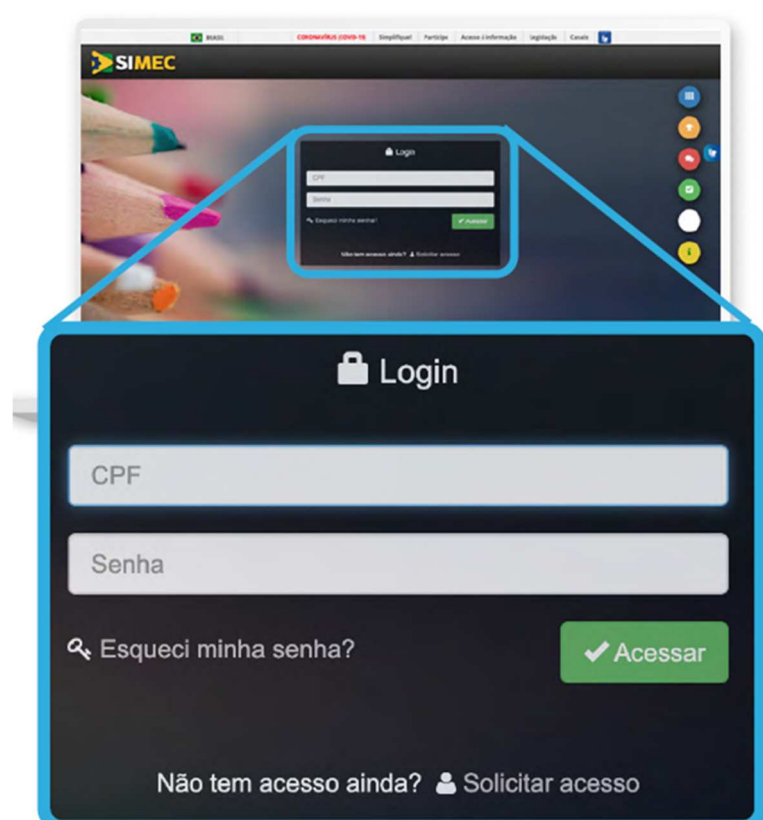 BRASIL CORONAVÍRUS (COVID-19) Simplifique! Participe Acesso à informação Legislação Canais
SIMEC
Login
CPF
Senha
Esqueci minha senha? Acessar
Não tem acesso ainda? Solicitar acesso
Login
CPF
Senha
Esqueci minha senha? Acessar
Não tem acesso ainda? Solicitar acesso